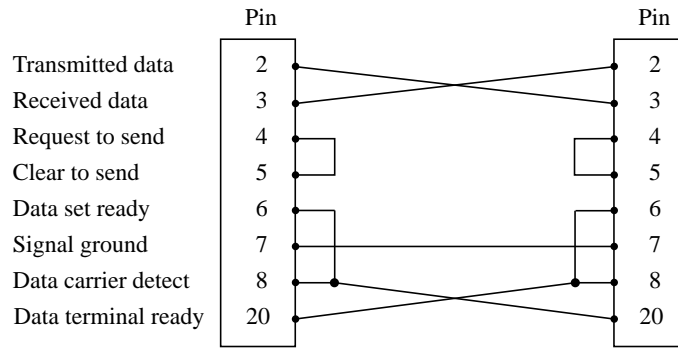 Pin Pin
Transmitted data 2 2
Received data 3 3
Request to send 4 4
Clear to send 5 5
Data set ready 6 6
Signal ground 7 7
Data carrier detect 8 8
Data terminal ready 20 20